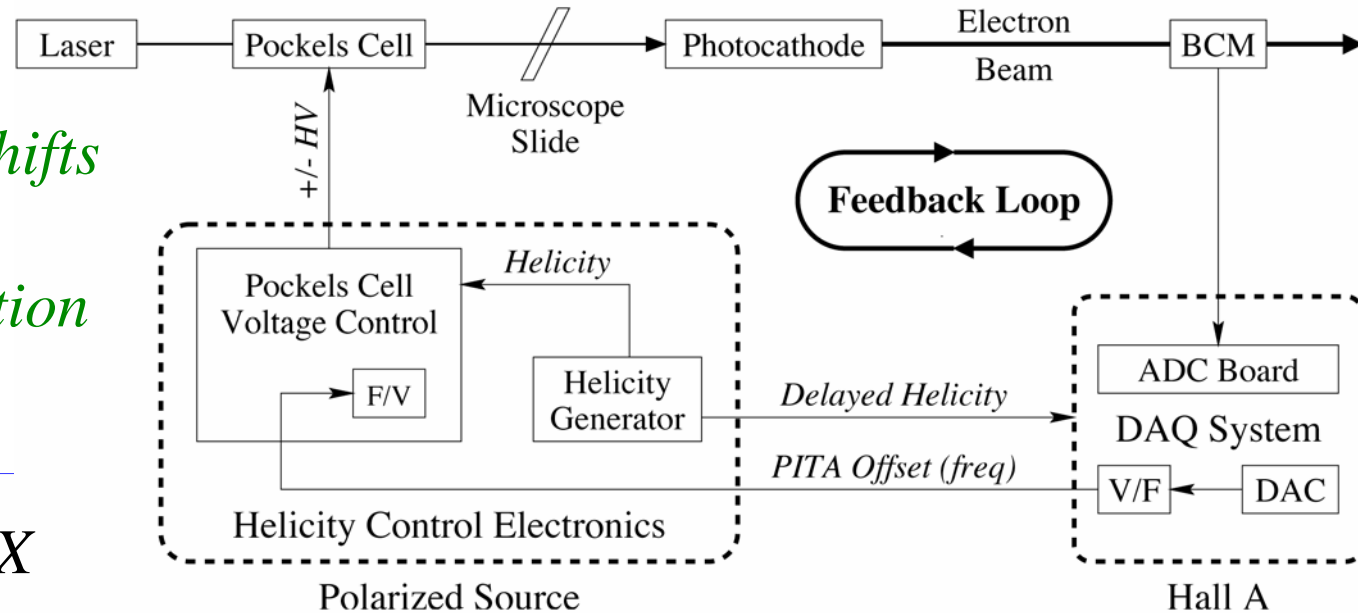 Laser
Pockels Cell
Photocathode
Electron
Beam
BCM
Microscope
Slide
+/- HV
hifts
Feedback Loop
Pockels Cell
Voltage Control
Helicity
tion
F/V
Helicity
Generator
Delayed Helicity
ADC Board
DAQ System
PITA Offset (freq)
V/F
DAC
Helicity Control Electronics
X
Polarized Source
Hall A